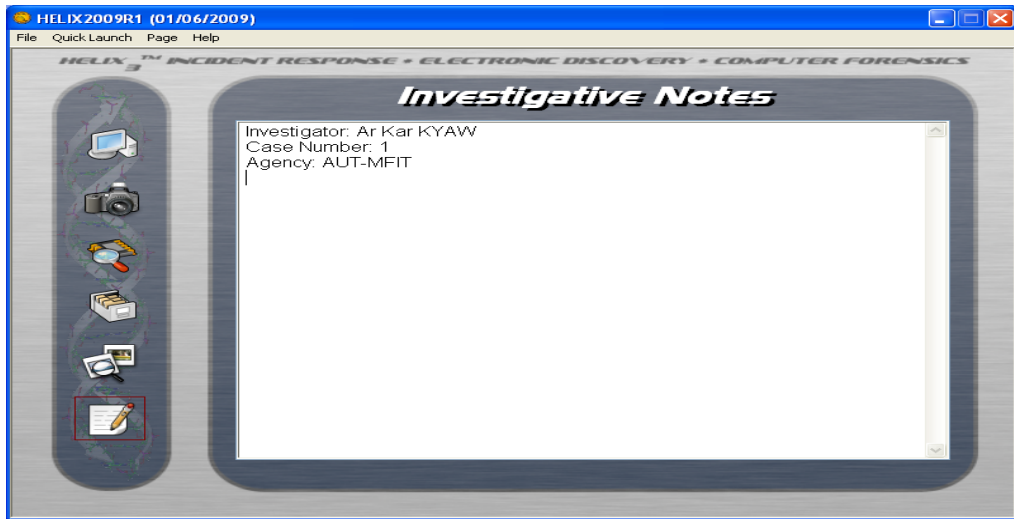 HELIX2009R1 (01/06/2009)
File Quick Launch Page Help
HELIX3™ INCIDENT RESPONSE • ELECTRONIC DISCOVERY • COMPUTER FORENSICS
Investigative Notes
Investigator: Ar Kar KYAW
Case Number: 1
Agency: AUT-MFIT